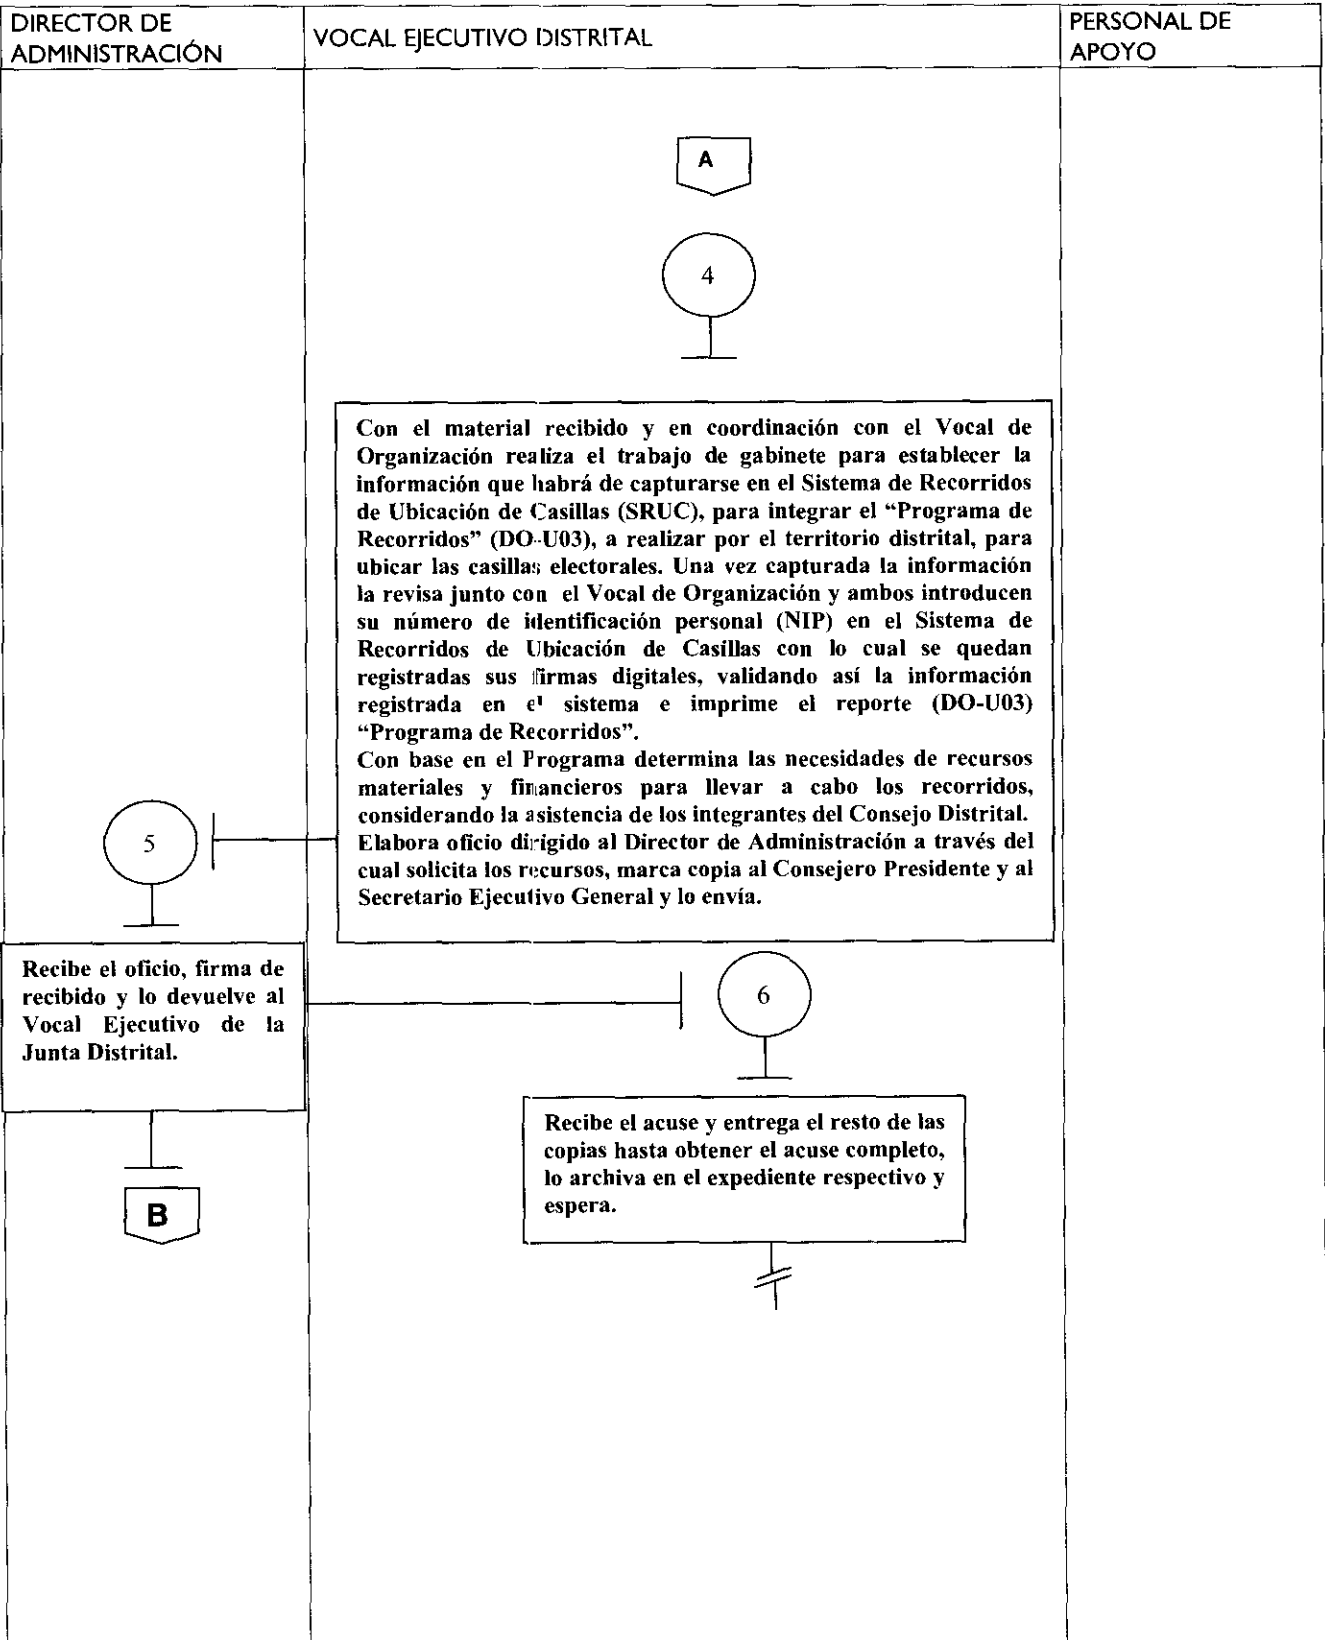 DIRECTOR DE
ADMINISTRACIÓN
VOCAL EJECUTIVO DISTRITAL
PERSONAL DE
APOYO
A
4
Con el material recibido y en coordinación con el Vocal de
Organización realiza el trabajo de gabinete para establecer la
información que habrá de capturarse en el Sistema de Recorridos
de Ubicación de Casillas (SRUC), para integrar el “Programa de
Recorridos” (DO-U03), a realizar por el territorio distrital, para
ubicar las casillas electorales. Una vez capturada la información
la revisa junto con el Vocal de Organización y ambos introducen
su número de identificación personal (NIP) en el Sistema de
Recorridos de Ubicación de Casillas con lo cual se quedan
registradas sus firmas digitales, validando así la información
registrada en el sistema e imprime el reporte (DO-U03)
“Programa de Recorridos”.
Con base en el Programa determina las necesidades de recursos
materiales y financieros para llevar a cabo los recorridos,
considerando la asistencia de los integrantes del Consejo Distrital.
Elabora oficio dirigido al Director de Administración a través del
cual solicita los recursos, marca copia al Consejero Presidente y al
Secretario Ejecutivo General y lo envía.
5
Recibe el oficio, firma de
recibido y lo devuelve al
Vocal Ejecutivo de la
Junta Distrital.
6
Recibe el acuse y entrega el resto de las
copias hasta obtener el acuse completo,
lo archiva en el expediente respectivo y
espera.
B